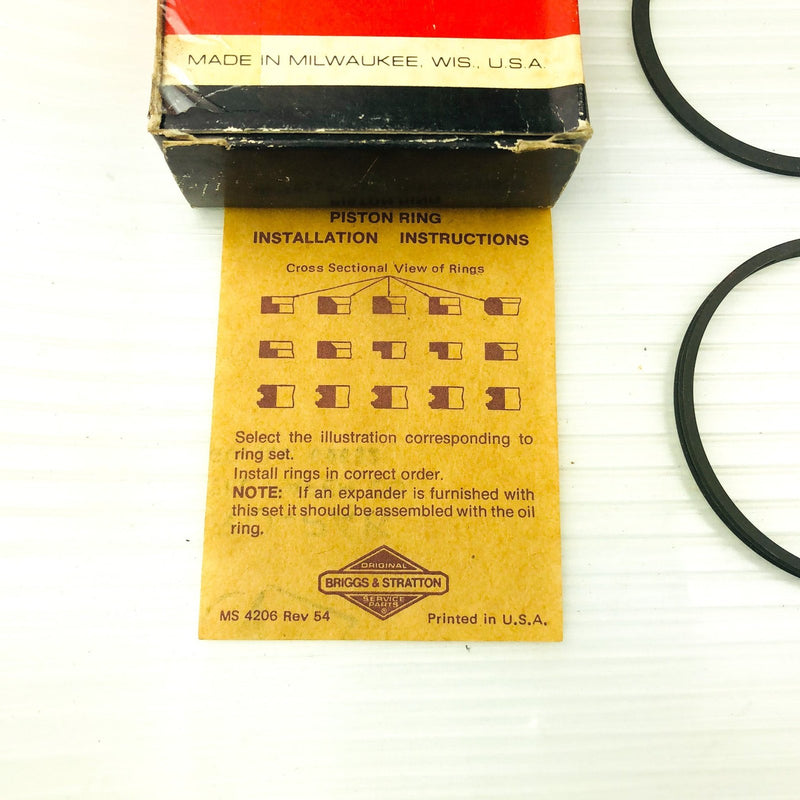 MADE IN MILWAUKEE, WIS., U.S.A.
PISTON RING
INSTALLATION INSTRUCTIONS
Cross Sectional View of Rings
Select the illustration corresponding to
ring set.
Install rings in correct order.
NOTE: If an expander is furnished with
this set it should be assembled with the oil
ring.
ORIGINAL
BRIGGS & STRATTON
SERVICE
PARTS
®
MS 4206 Rev 54 Printed in U.S.A.